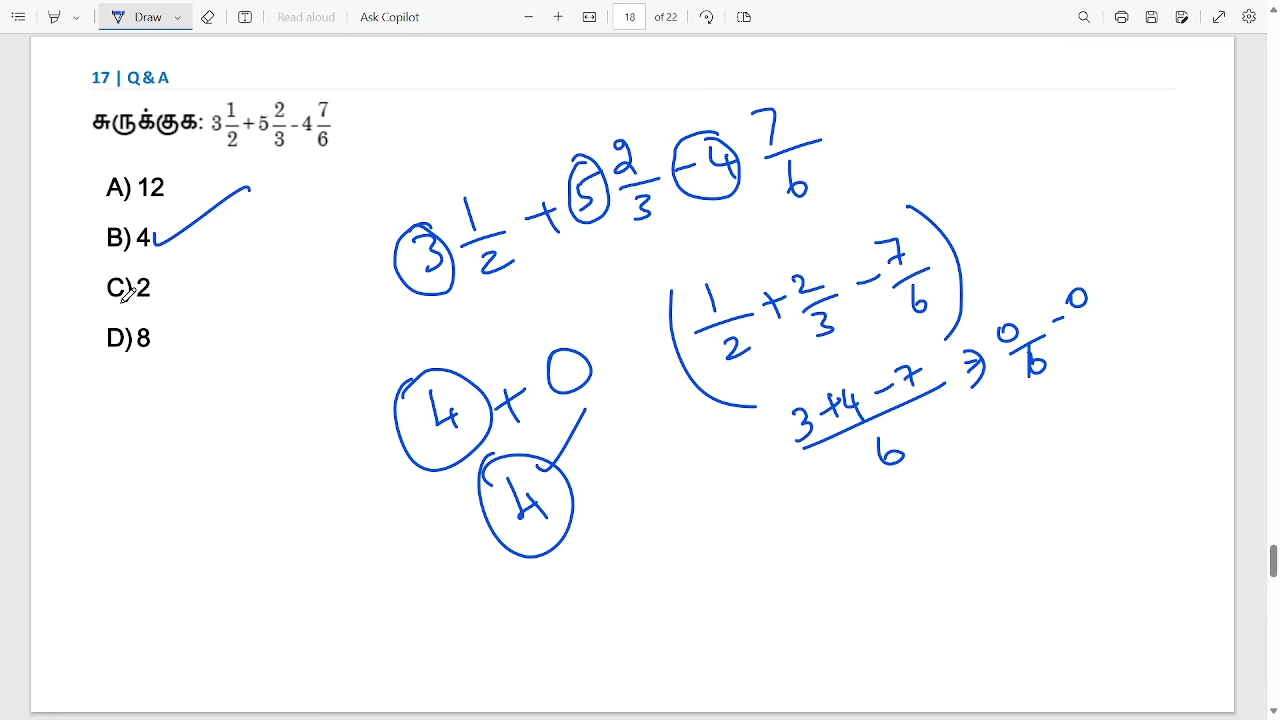 Draw Read aloud Ask Copilot 18 of 22
17 | Q & A
சுருக்குக: 3 1/2 + 5 2/3 - 4 7/6
A) 12
B) 4
C) 2
D) 8
3 1/2 + 5 2/3 - 4 7/6
(1/2 + 2/3 - 7/6)
3+4-7/6 ⇒ 0/6 - 0
4 + 0
4